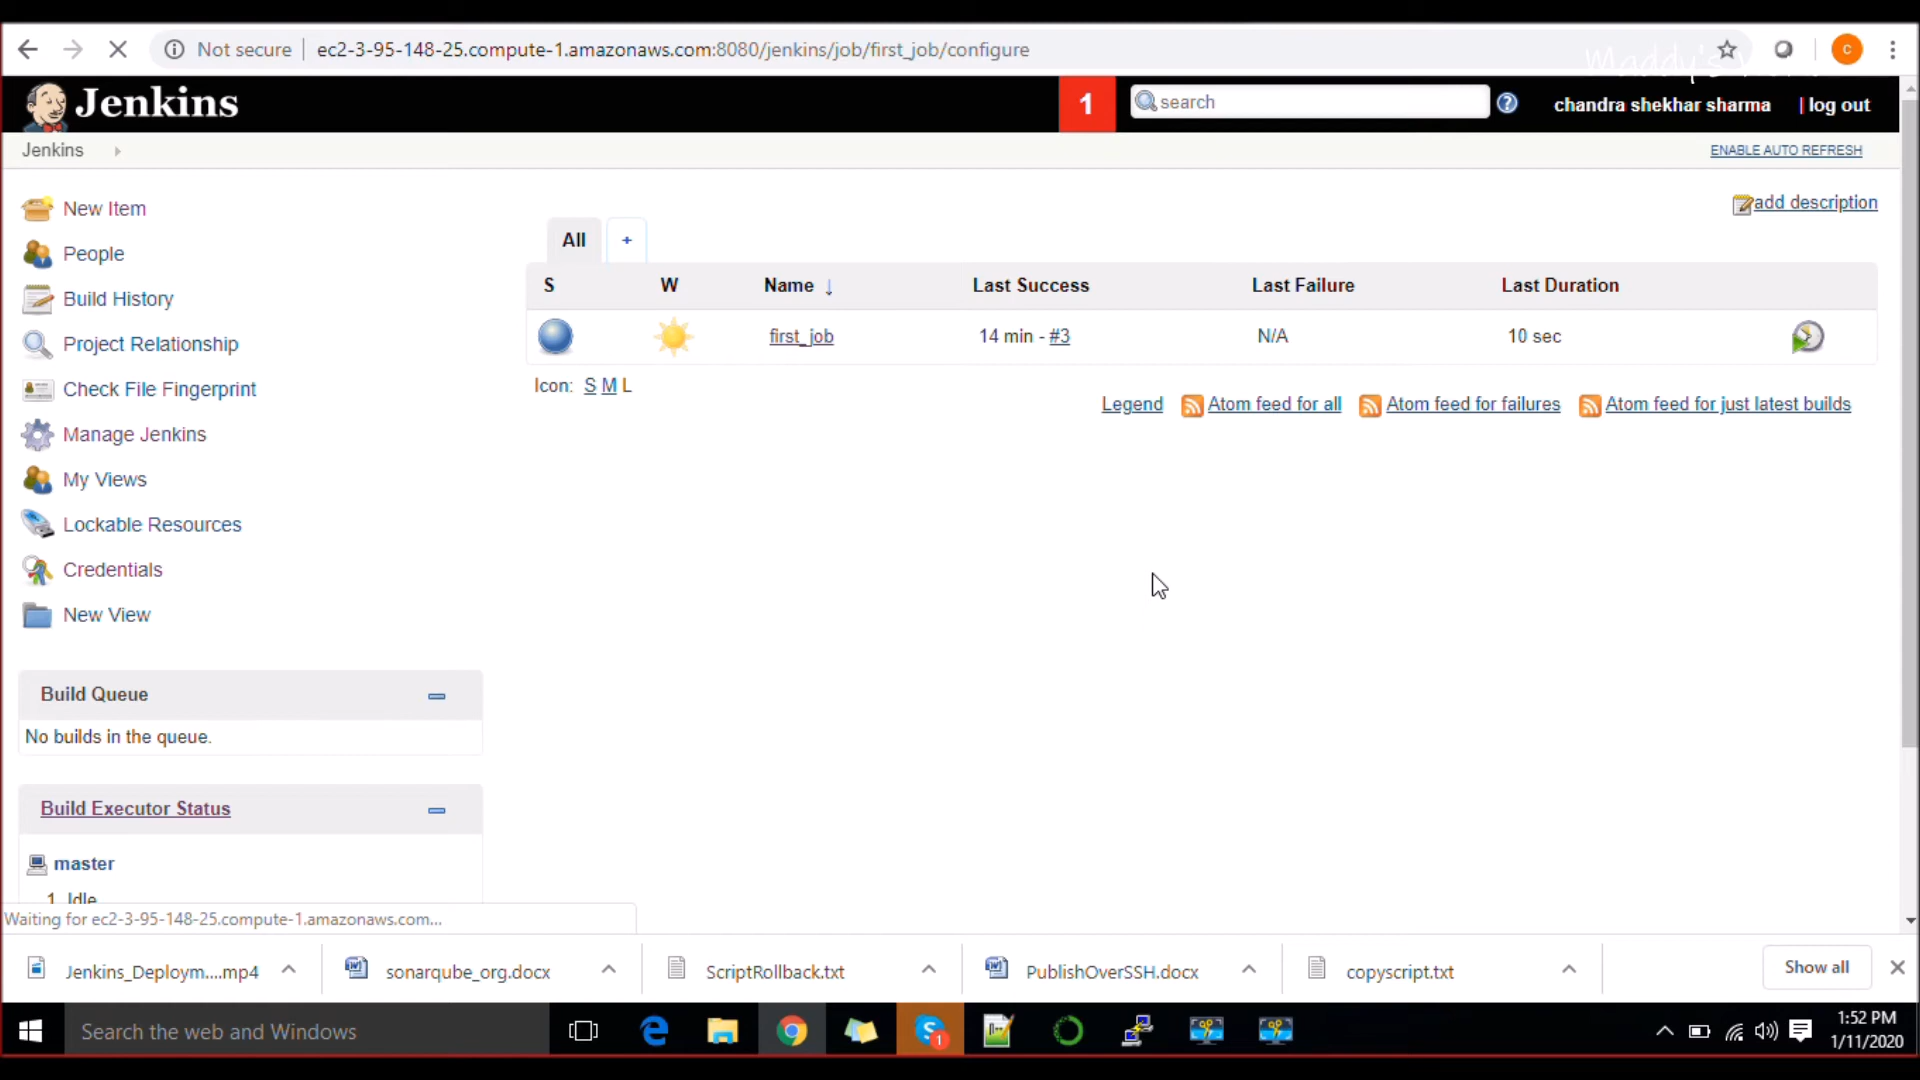 Not secure ec2-3-95-148-25.compute-1.amazonaws.com:8080/jenkins/job/first_job/configure C
Maddy's
Jenkins 1 search chandra shekhar sharma | log out
Jenkins ENABLE AUTO REFRESH
New Item
People
Build History
Project Relationship
Check File Fingerprint
Manage Jenkins
My Views
Lockable Resources
Credentials
New View
Build Queue
No builds in the queue.
Build Executor Status
master
1 Idle
add description
All +
S W Name ↓ Last Success Last Failure Last Duration
first_job 14 min - #3 N/A 10 sec
Icon: S M L
Legend Atom feed for all Atom feed for failures Atom feed for just latest builds
Waiting for ec2-3-95-148-25.compute-1.amazonaws.com...
Jenkins_Deploym....mp4 sonarqube_org.docx ScriptRollback.txt PublishOverSSH.docx copyscript.txt Show all
Search the web and Windows 1 1:52 PM
1/11/2020